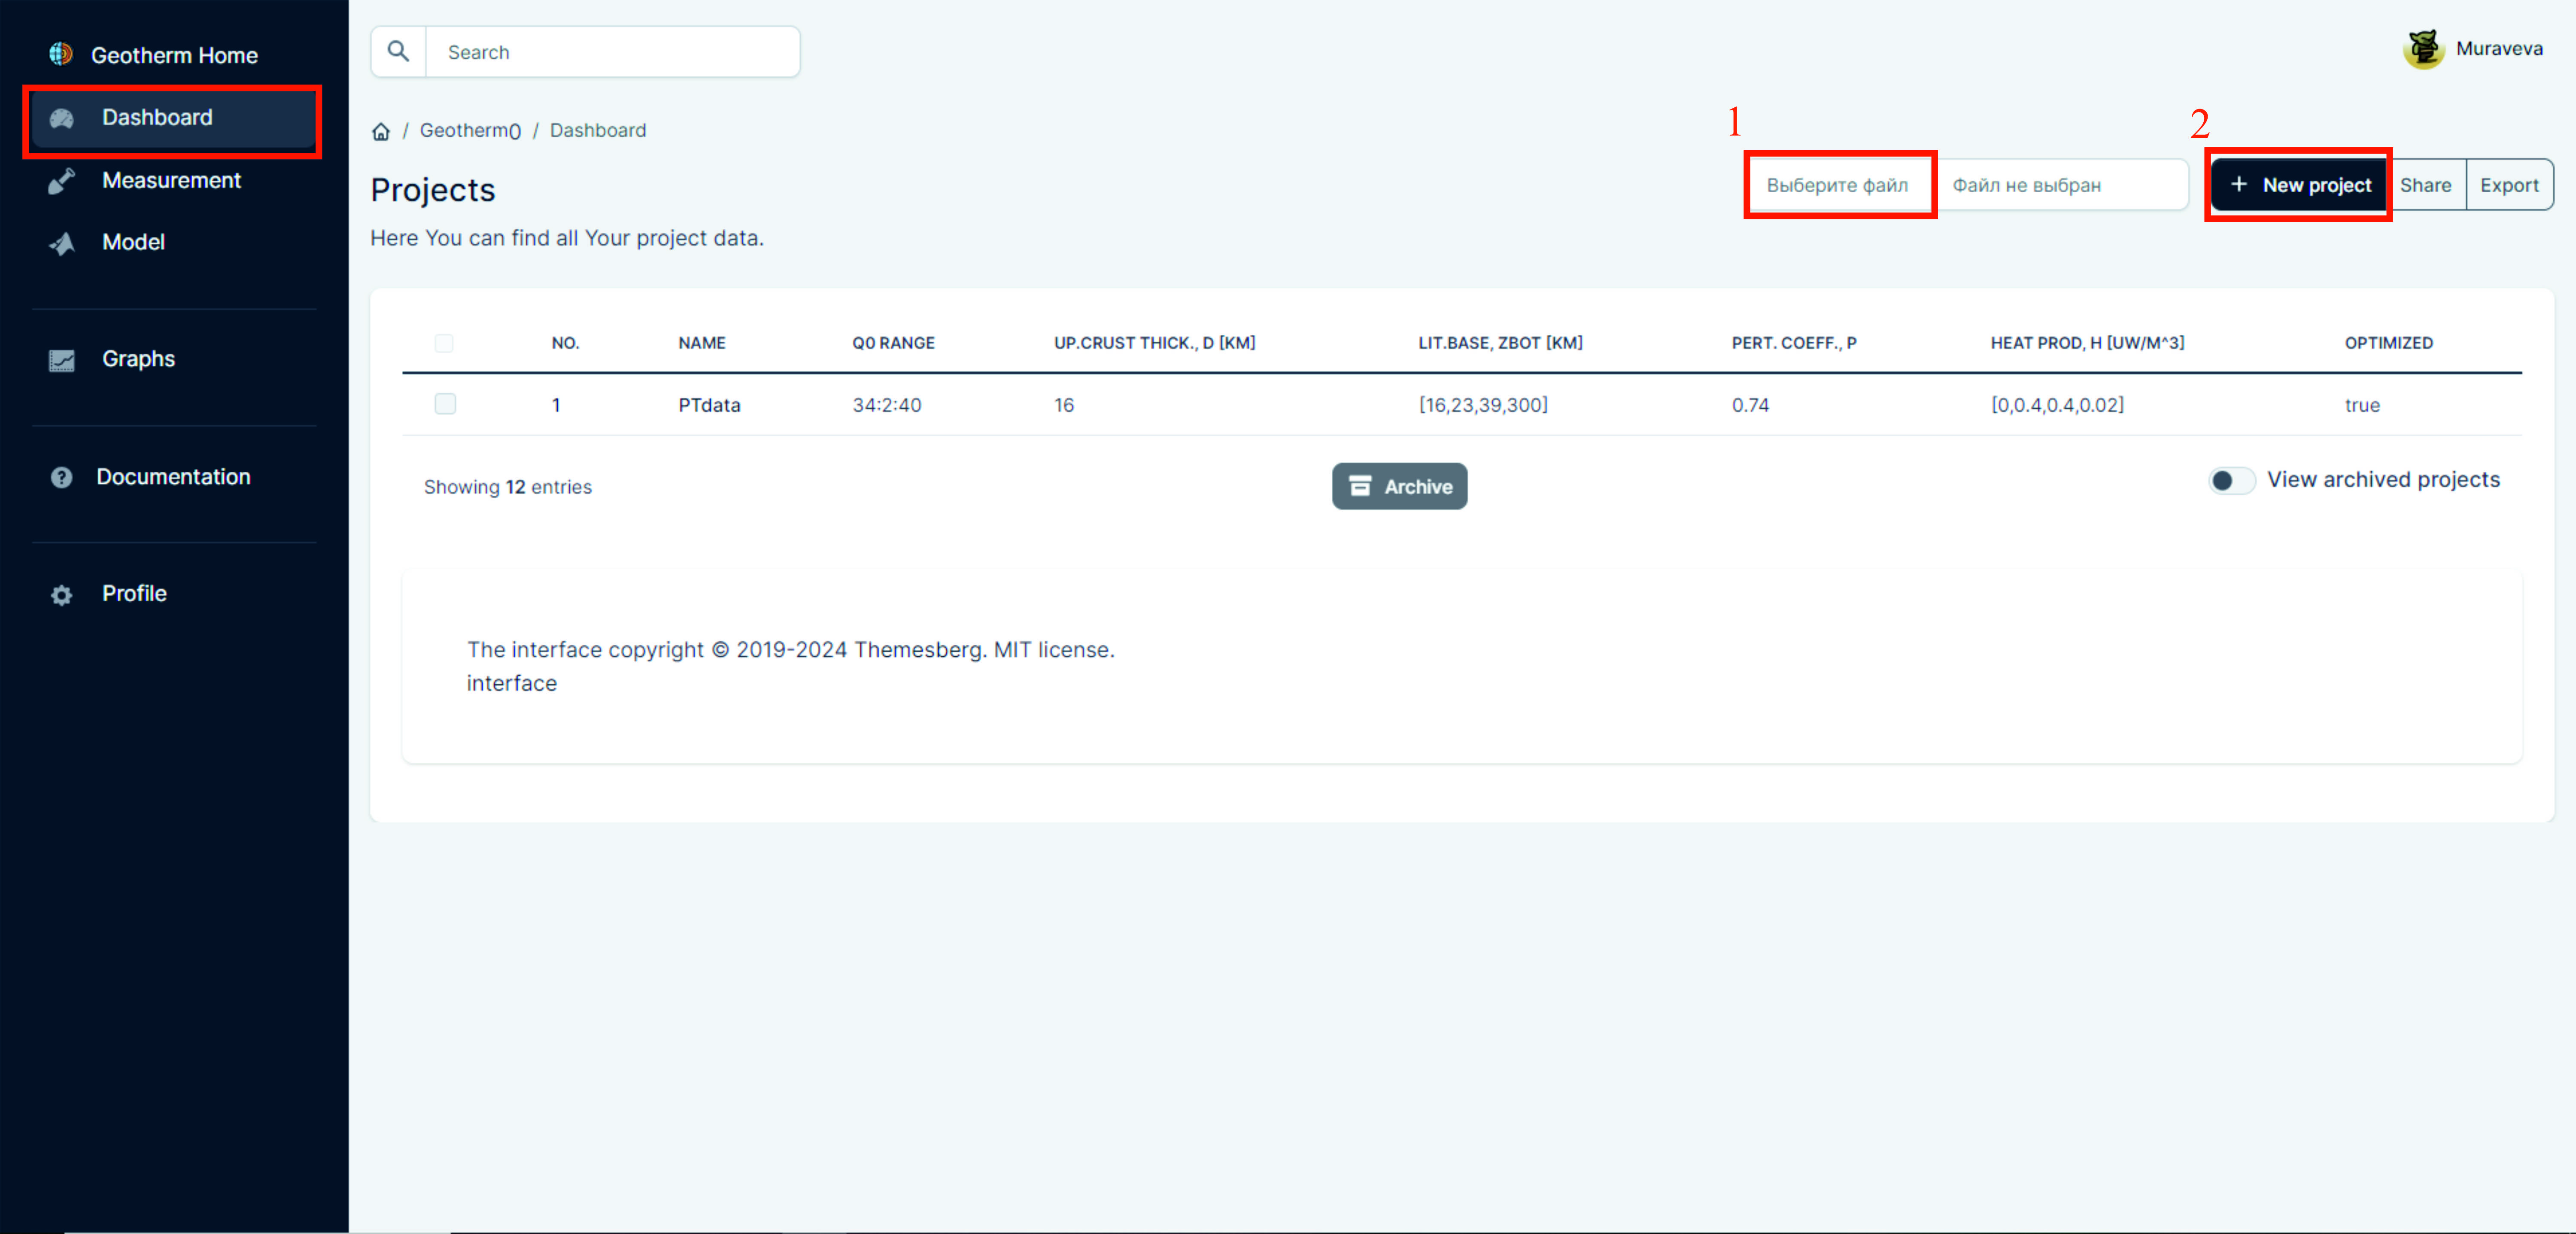 Geotherm Home
Dashboard
Measurement
Model
Graphs
Documentation
Profile
Search
Muraveva
/ Geotherm0 / Dashboard
1
2
Projects
Выберите файл Файл не выбран
+ New project Share Export
Here You can find all Your project data.
NO. NAME Q0 RANGE UP.CRUST THICK., D [KM] LIT.BASE, ZBOT [KM] PERT. COEFF., P HEAT PROD, H [UW/M^3] OPTIMIZED
1 PTdata 34:2:40 16 [16,23,39,300] 0.74 [0,0.4,0.4,0.02] true
Showing 12 entries Archive View archived projects
The interface copyright © 2019-2024 Themesberg. MIT license.
interface